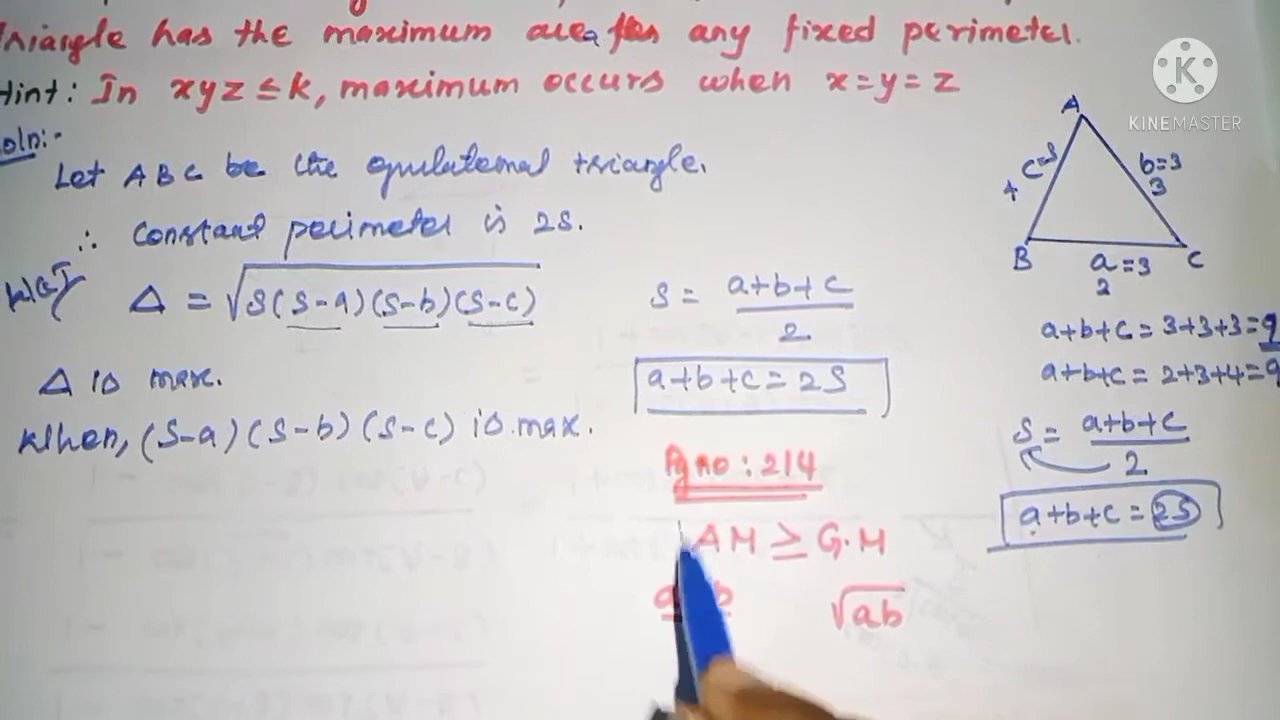 triangle has the maximum area for any fixed perimeter.
Hint: In xyz ≤ k, maximum occurs when x = y = z
Soln:-
Let ABC be the equilateral triangle.
∴ Constant perimeter is 2S.
WKT Δ = √S(S-a)(S-b)(S-c)
Δ is max.
When, (S-a)(S-b)(S-c) is max.
S = a+b+c
2
a+b+c = 2S
Pg no : 214
AM ≥ G.M
a b
√ab
K
KINEMASTER
A
c=3
4
b=3
3
B
a=3
2
C
a+b+c = 3+3+3=9
a+b+c = 2+3+4=9
S = a+b+c
2
a+b+c = 2S